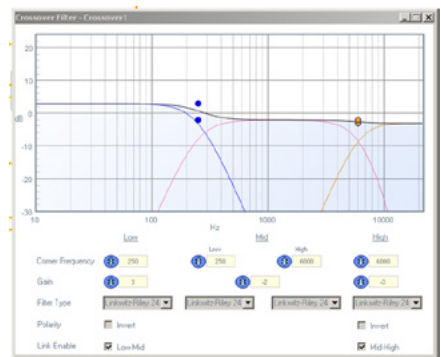 Crossover Filter - Crossover1
20
10
0
dB
-10
-20
-30
10
100
1000
10000
Hz
Low Mid High
Low High
Corner Frequency 250 250 6000 6000
Gain 3 -2 -2
Filter Type Linkwitz-Riley 24 Linkwitz-Riley 24 Linkwitz-Riley 24 Linkwitz-Riley 24
Polarity Invert Invert
Link Enable Low-Mid Mid-High